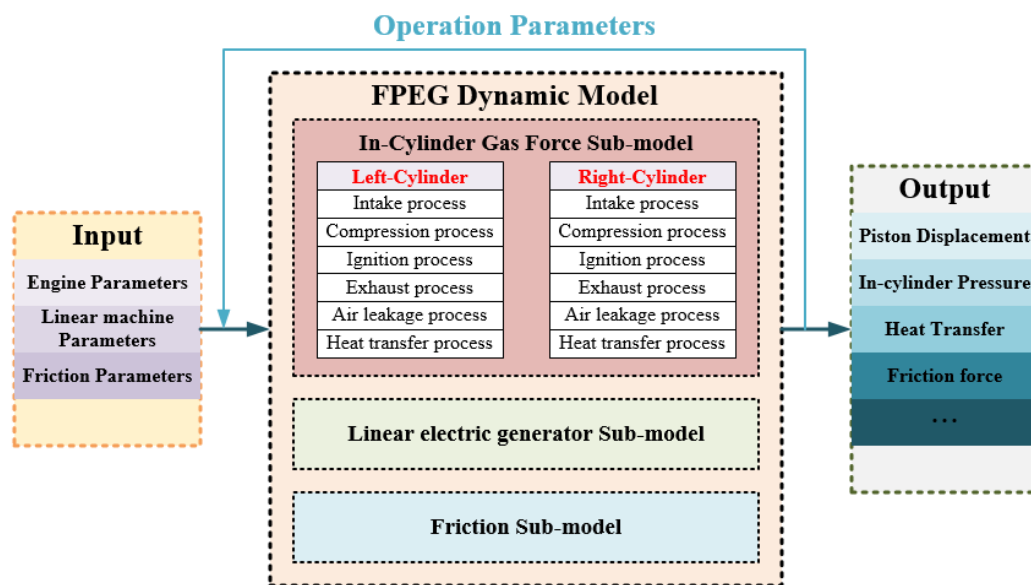 Operation Parameters
FPEG Dynamic Model
In-Cylinder Gas Force Sub-model
Left-Cylinder
Intake process
Compression process
Ignition process
Exhaust process
Air leakage process
Heat transfer process
Right-Cylinder
Intake process
Compression process
Ignition process
Exhaust process
Air leakage process
Heat transfer process
Linear electric generator Sub-model
Friction Sub-model
Input
Engine Parameters
Linear machine
Parameters
Friction Parameters
Output
Piston Displacement
In-cylinder Pressure
Heat Transfer
Friction force
...